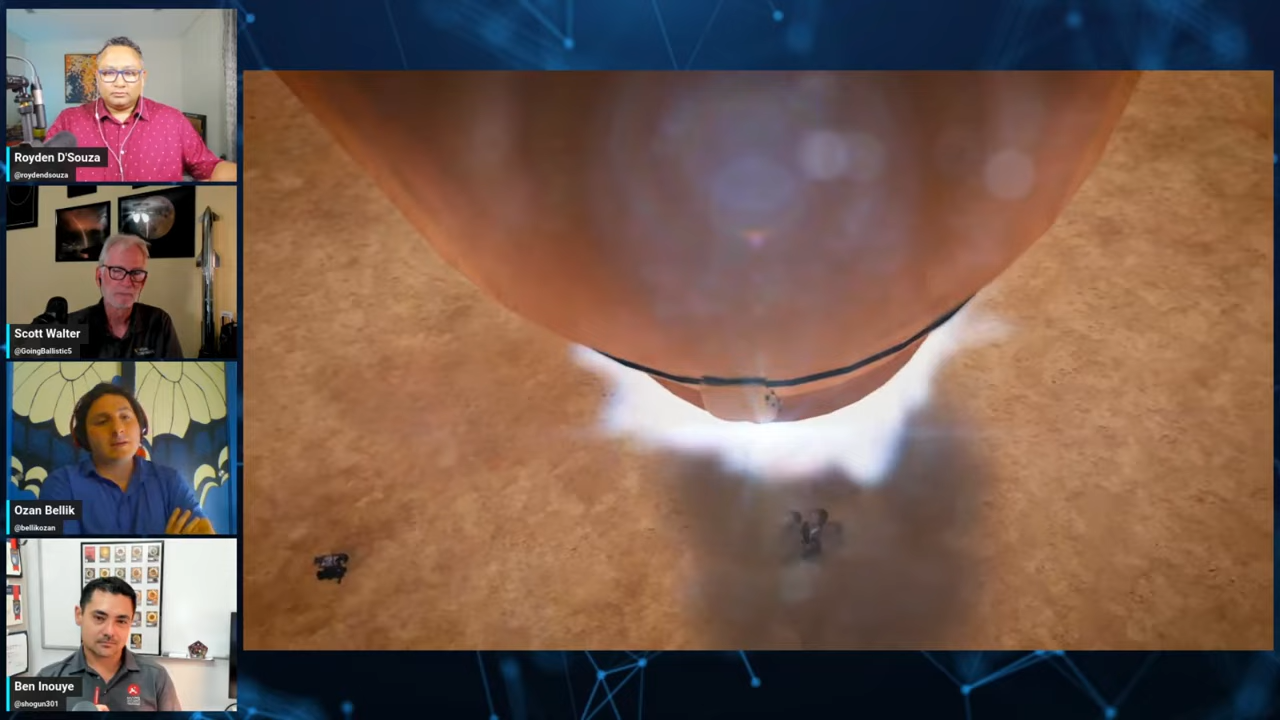 Royden D'Souza
@roydendsouza
Scott Walter
@GoingBallistic5
Ozan Bellik
@bellikozan
Ben Inouye
@shogun301